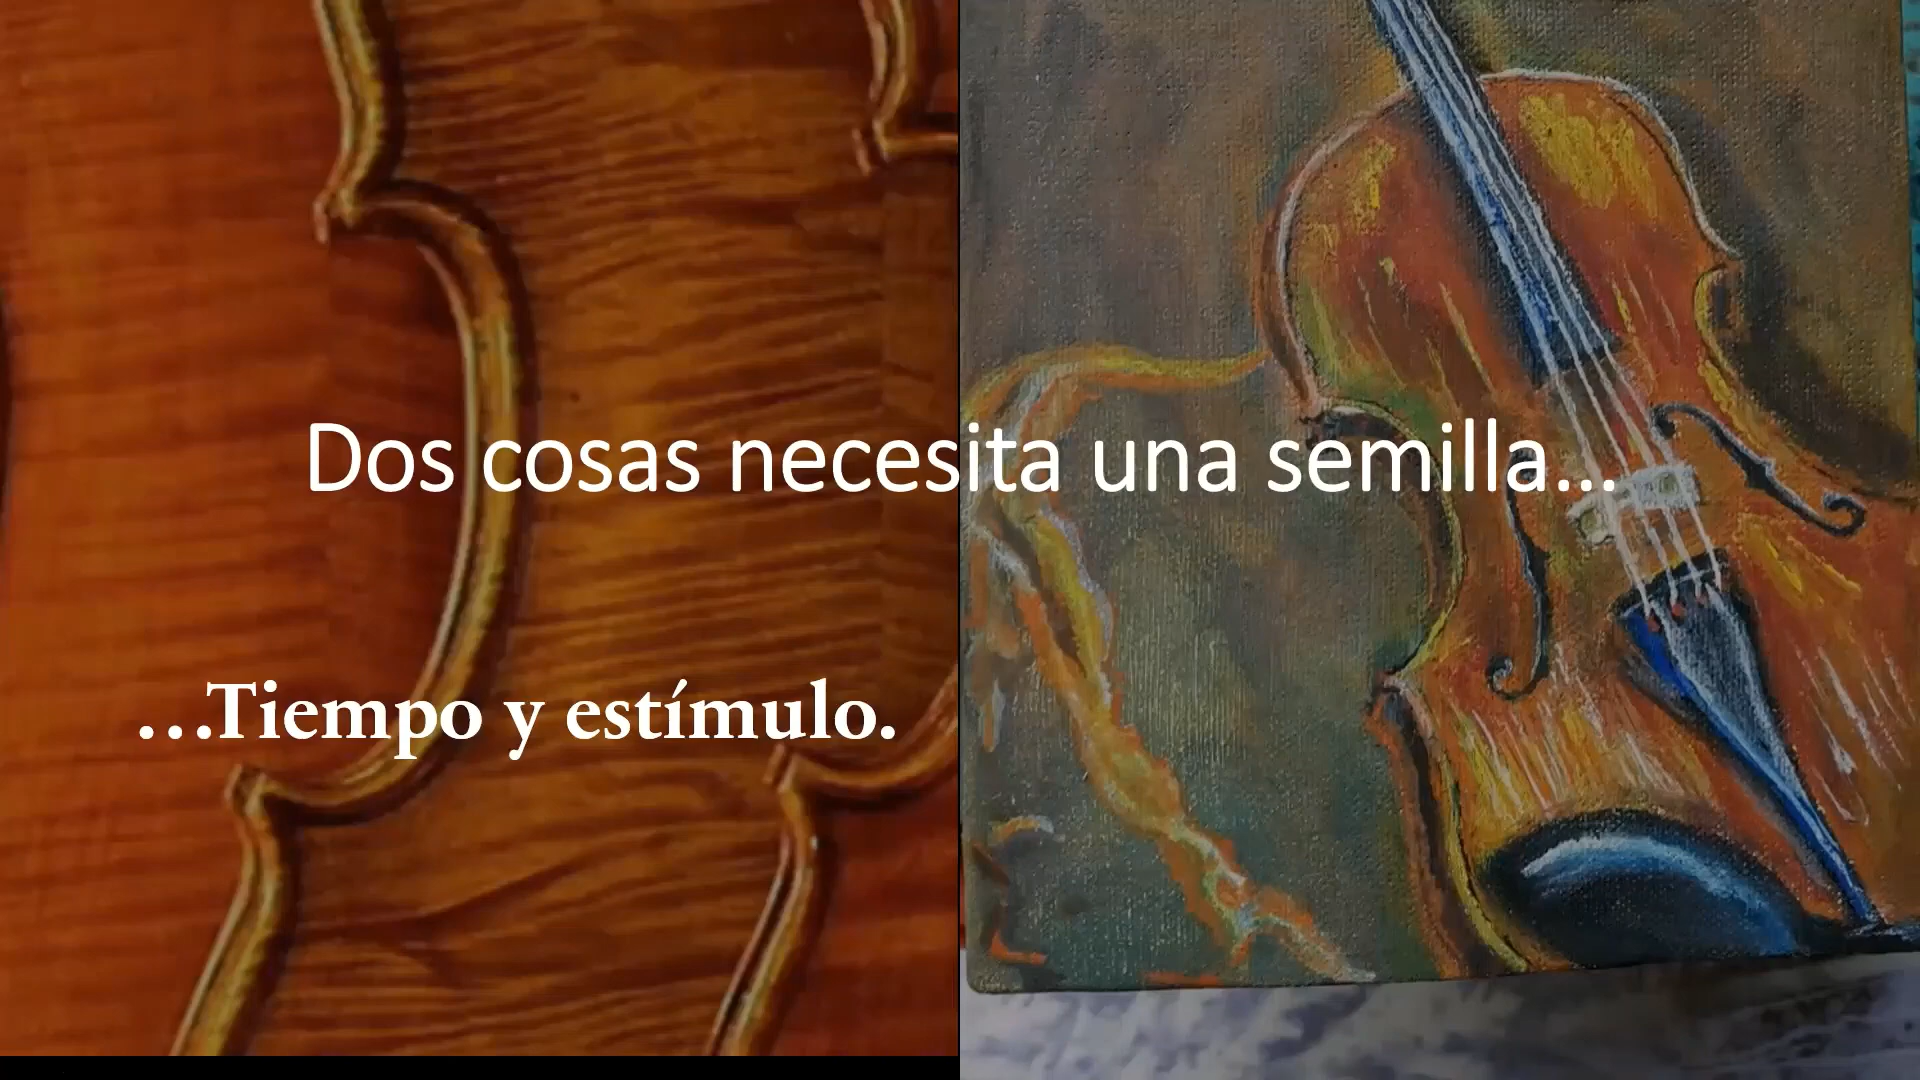 Dos cosas necesita una semilla...
...Tiempo y estímulo.